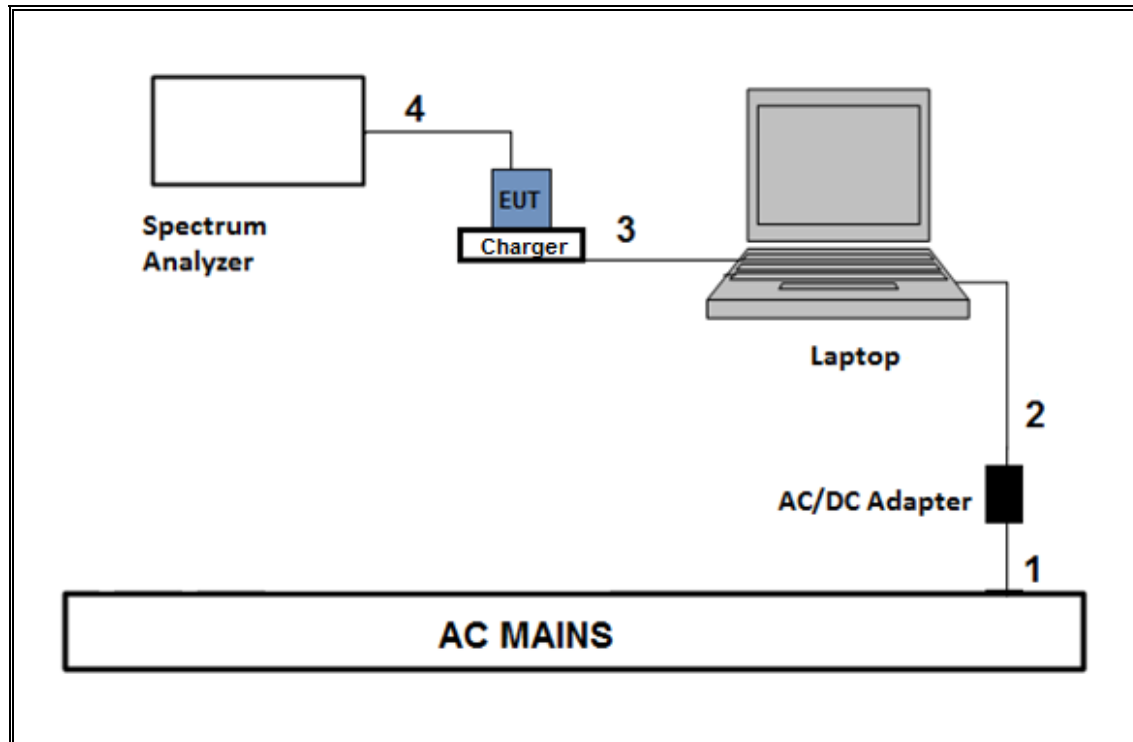 4
EUT
Charger
3
Spectrum
Analyzer
Laptop
2
AC/DC Adapter
1
AC MAINS